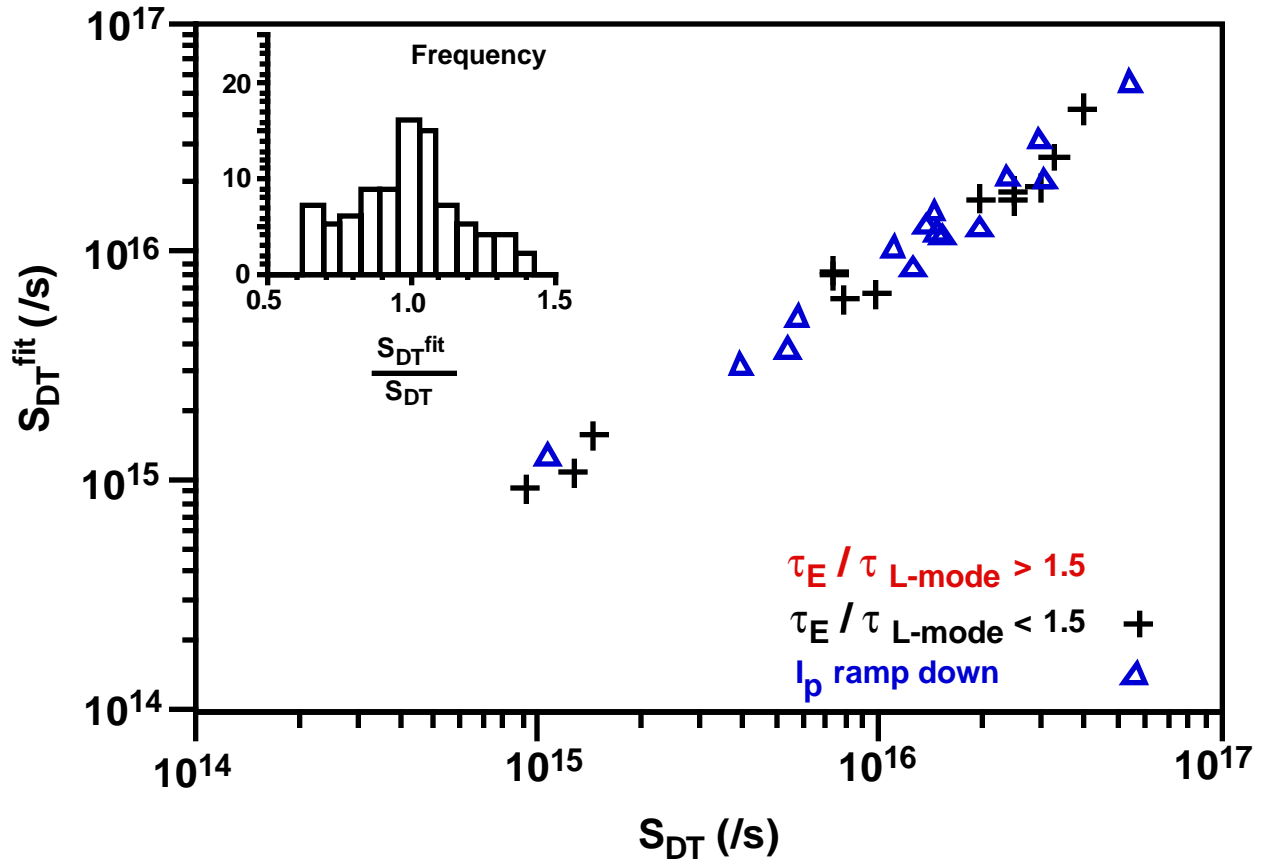 10^17
10^16
10^15
10^14
S_DT^fit (/s)
Frequency
20
10
0
0.5
1.0
1.5
S_DT^fit
S_DT
τ_E / τ_L-mode > 1.5
τ_E / τ_L-mode < 1.5
I_p ramp down
10^14
10^15
10^16
10^17
S_DT (/s)